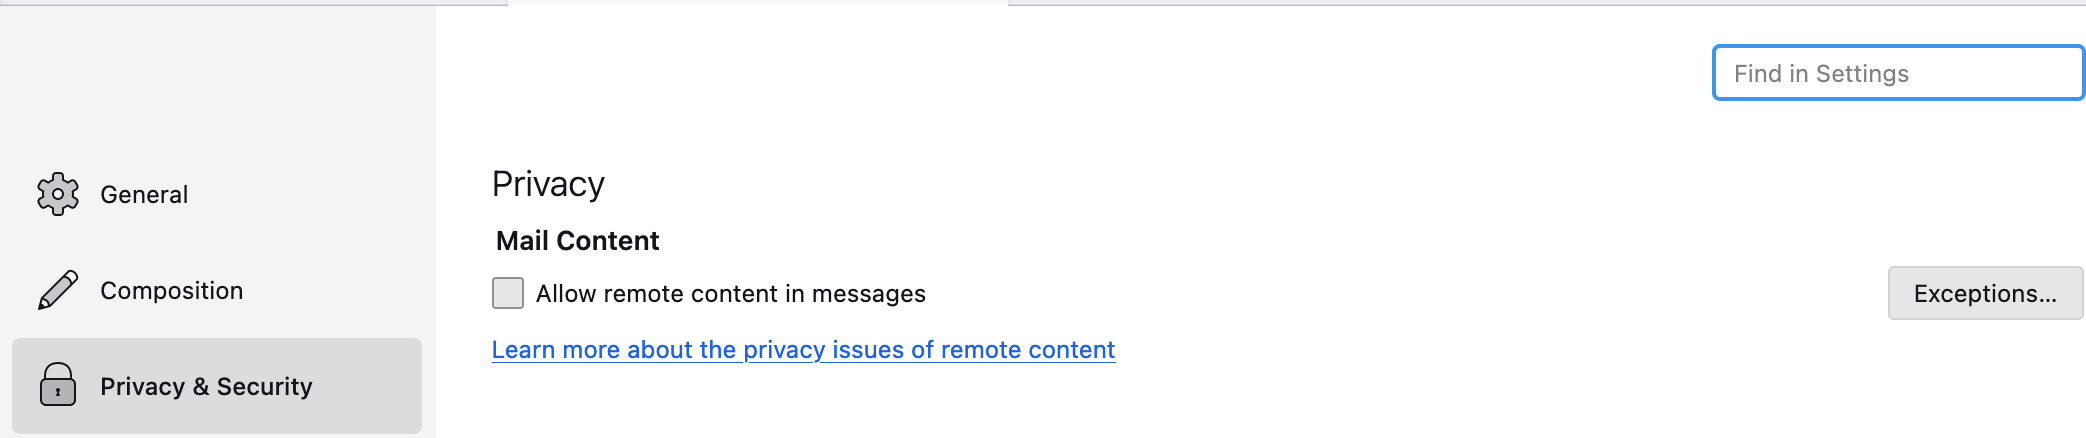 Find in Settings
General
Composition
Privacy & Security
Privacy
Mail Content
Allow remote content in messages
Exceptions...
Learn more about the privacy issues of remote content